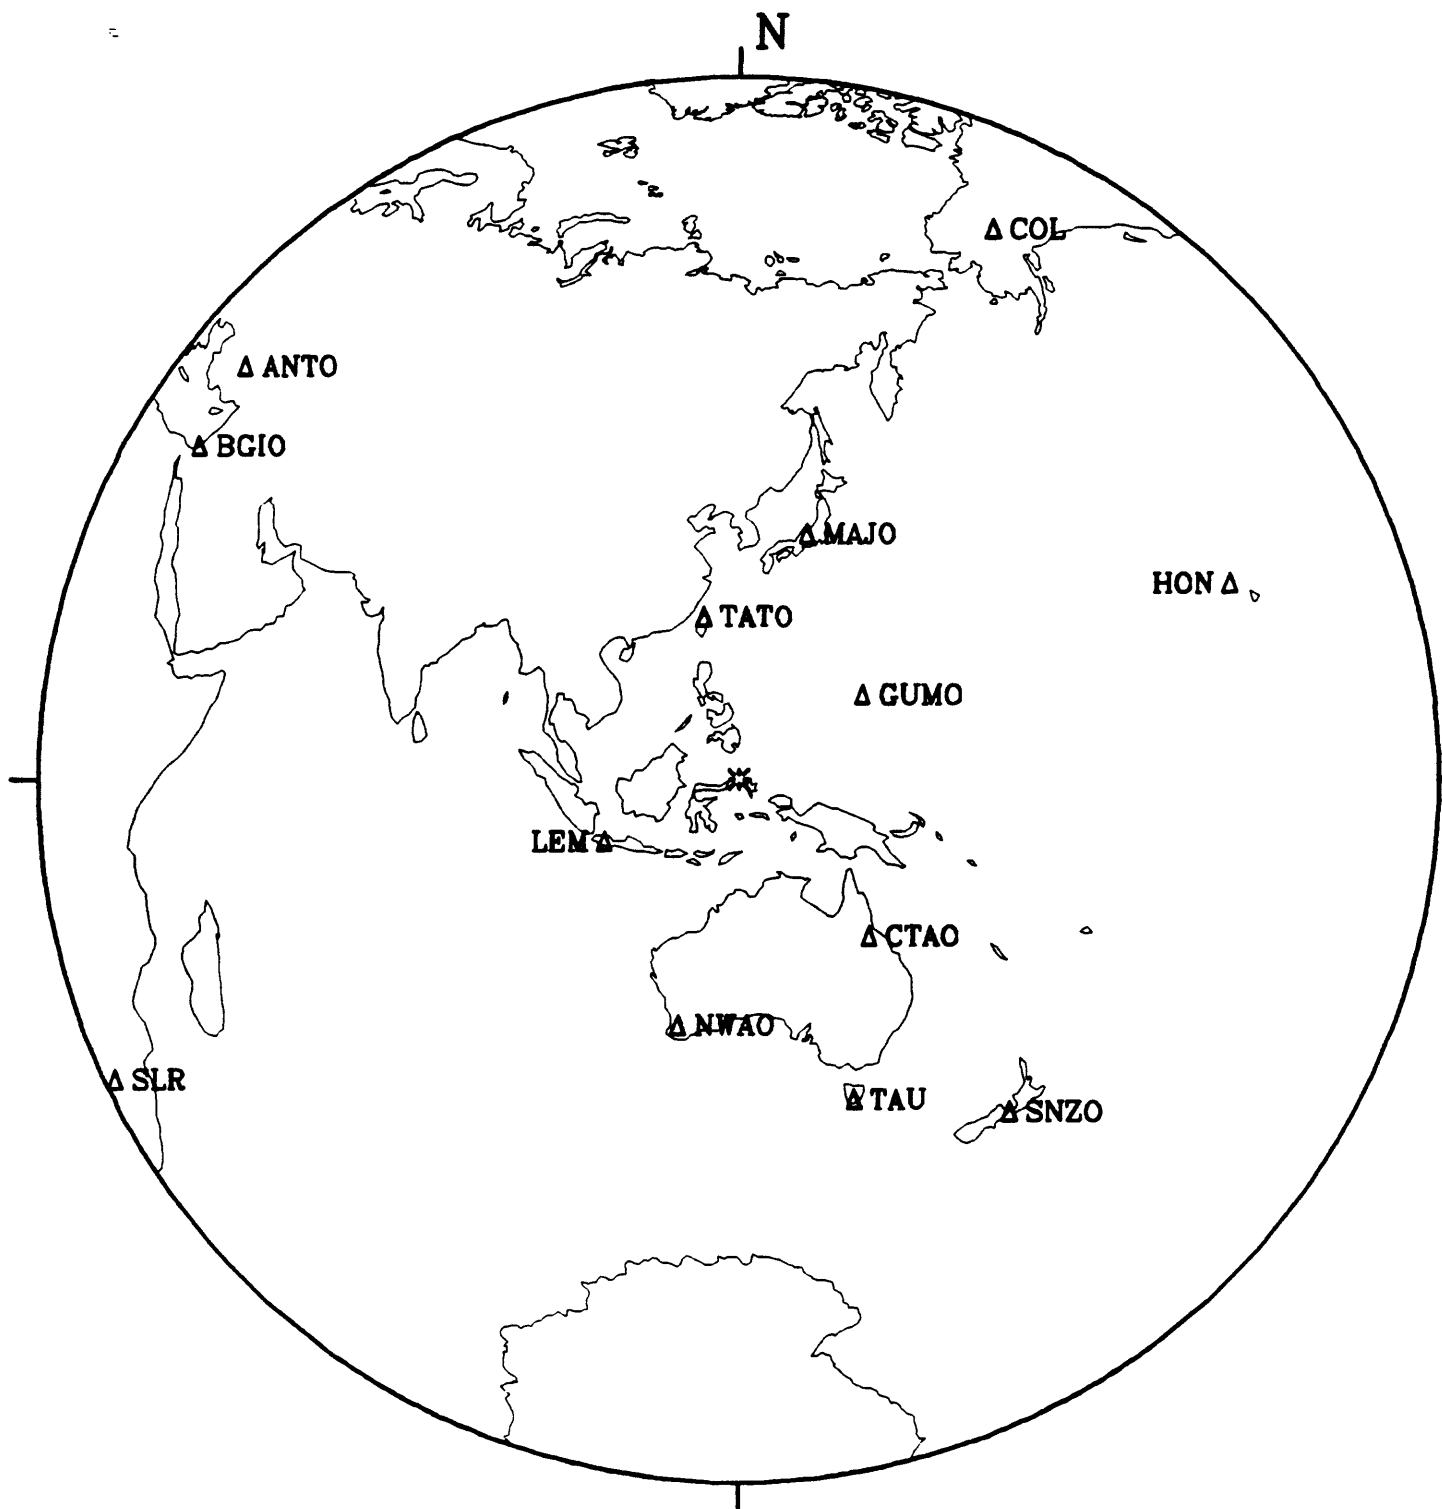 N
COL
ANTO
BGIO
MAJO
HON
TATO
GUMO
LEM
CTAO
NWAO
SLR
TAU
SNZO